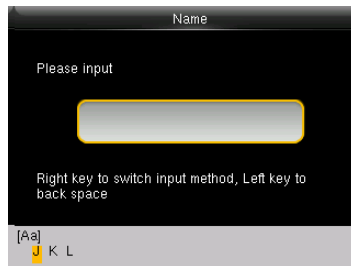 Name
Please input
Right key to switch input method, Left key to
back space
[Aa]
J K L